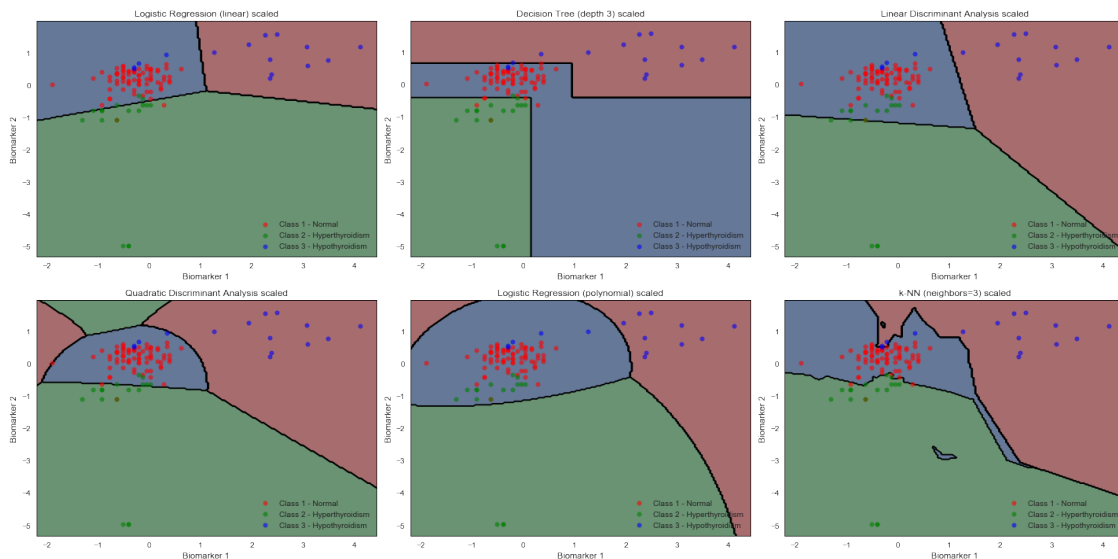 Logistic Regression (linear) scaled
Biomarker 2
1
0
−1
−2
−3
−4
−5
−2
−1
0
1
2
3
4
Biomarker 1
Class 1 - Normal
Class 2 - Hyperthyroidism
Class 3 - Hypothyroidism
Decision Tree (depth 3) scaled
Biomarker 2
1
0
−1
−2
−3
−4
−5
−2
−1
0
1
2
3
4
Biomarker 1
Class 1 - Normal
Class 2 - Hyperthyroidism
Class 3 - Hypothyroidism
Linear Discriminant Analysis scaled
Biomarker 2
1
0
−1
−2
−3
−4
−5
−2
−1
0
1
2
3
4
Biomarker 1
Class 1 - Normal
Class 2 - Hyperthyroidism
Class 3 - Hypothyroidism
Quadratic Discriminant Analysis scaled
Biomarker 2
1
0
−1
−2
−3
−4
−5
−2
−1
0
1
2
3
4
Biomarker 1
Class 1 - Normal
Class 2 - Hyperthyroidism
Class 3 - Hypothyroidism
Logistic Regression (polynomal) scaled
Biomarker 2
1
0
−1
−2
−3
−4
−5
−2
−1
0
1
2
3
4
Biomarker 1
Class 1 - Normal
Class 2 - Hyperthyroidism
Class 3 - Hypothyroidism
k-NN (neighbors=3) scaled
Biomarker 2
1
0
−1
−2
−3
−4
−5
−2
−1
0
1
2
3
4
Biomarker 1
Class 1 - Normal
Class 2 - Hyperthyroidism
Class 3 - Hypothyroidism